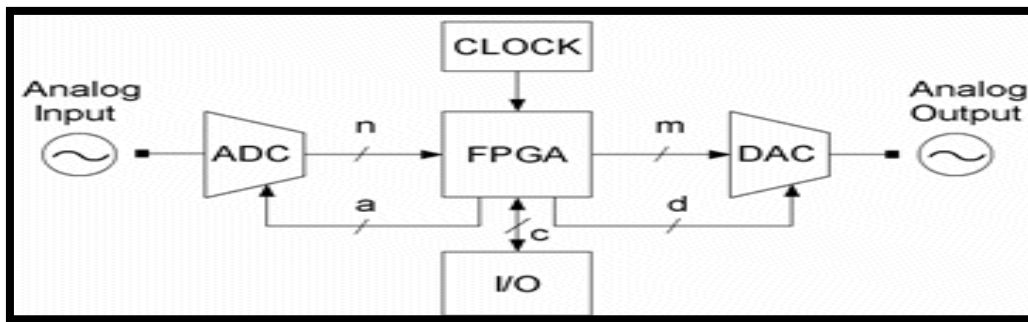 CLOCK
Analog
Input
Analog
Output
n
m
ADC
FPGA
DAC
a
d
c
I/O